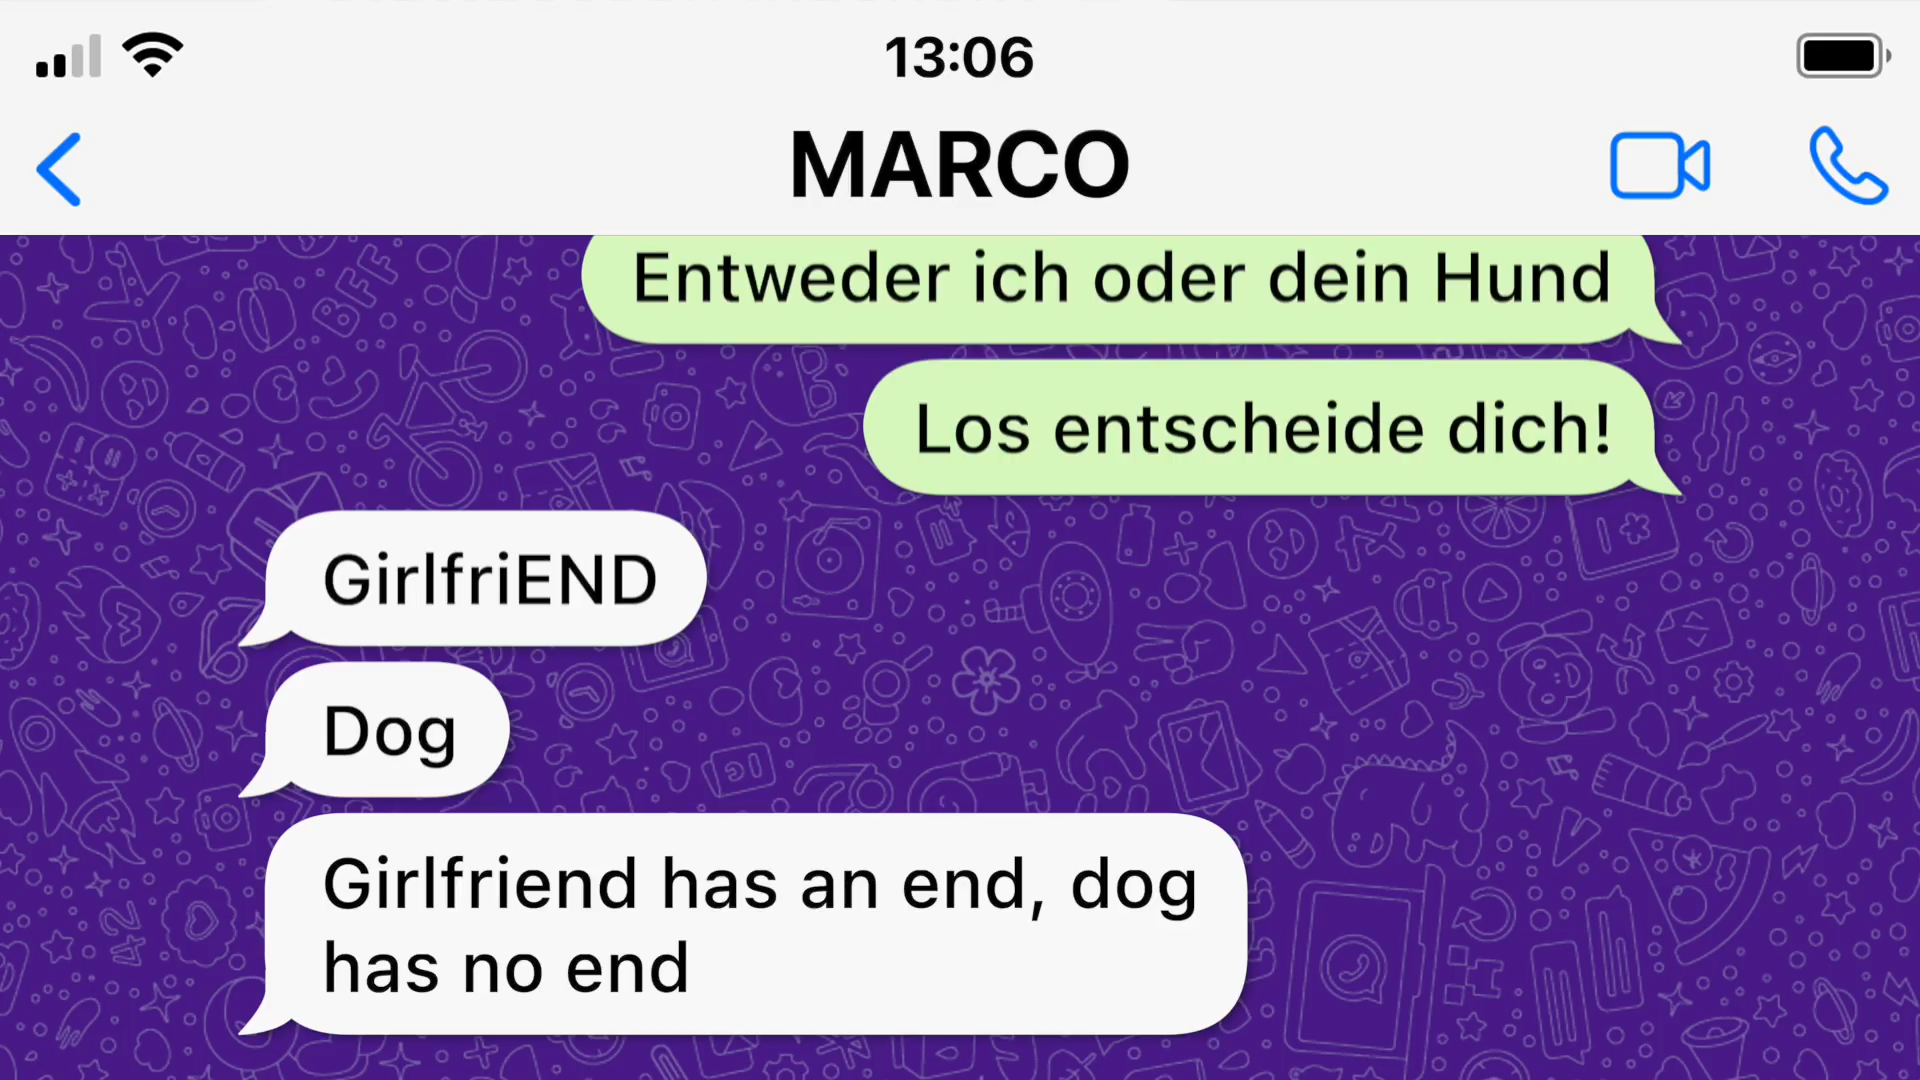 13:06
MARCO
Entweder ich oder dein Hund
Los entscheide dich!
GirlfriEND
Dog
Girlfriend has an end, dog
has no end